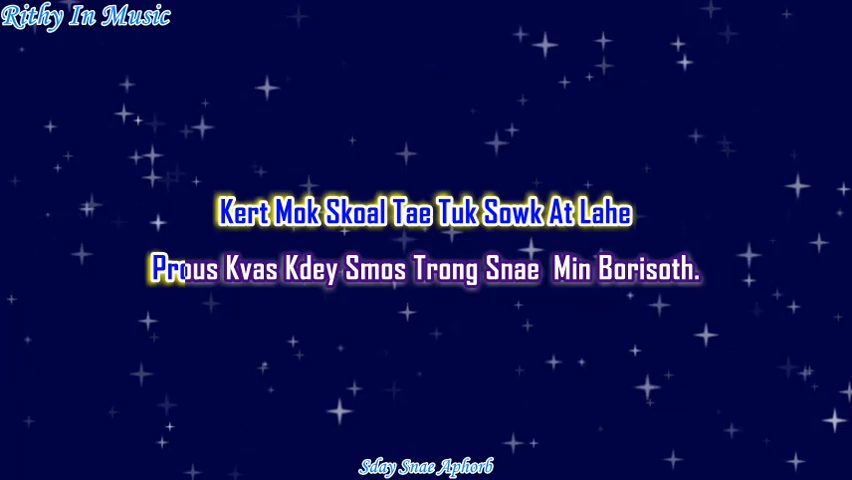 Rithy In Music
Kert Mok Skoal Tae Tuk Sowk At Lahe
Prous Kvas Kdey Smos Trong Snae Min Borisoth.
Sday Snae Aphorb